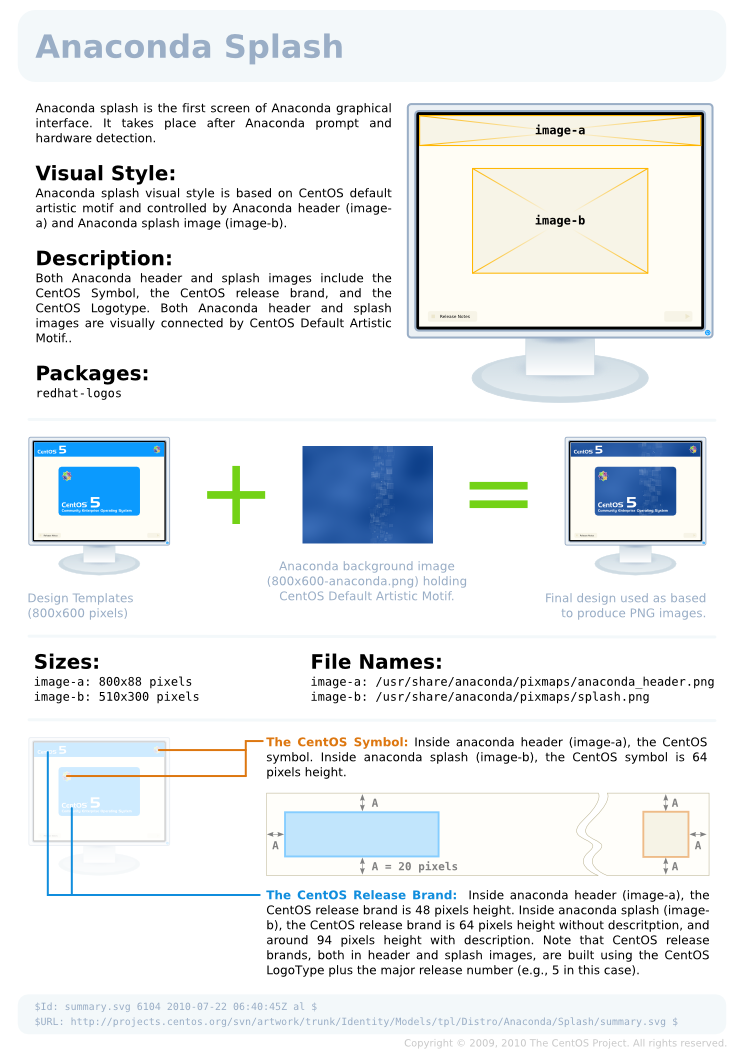 Anaconda Splash
Anaconda splash is the first screen of Anaconda graphical
interface. It takes place after Anaconda prompt and
hardware detection.
Visual Style:
Anaconda splash visual style is based on CentOS default
artistic motif and controlled by Anaconda header (image-
a) and Anaconda splash image (image-b).
Description:
Both Anaconda header and splash images include the
CentOS Symbol, the CentOS release brand, and the
CentOS Logotype. Both Anaconda header and splash
images are visually connected by CentOS Default Artistic
Motif..
Packages:
redhat-logos
image-a
image-b
Release Notes
CentOS 5
CentOS 5
Community Enterprise Operating System
Design Templates
(800x600 pixels)
Anaconda background image
(800x600-anaconda.png) holding
CentOS Default Artistic Motif.
CentOS 5
CentOS 5
Community Enterprise Operating System
Final design used as based
to produce PNG images.
Sizes:
image-a: 800x88 pixels
image-b: 510x300 pixels
File Names:
image-a: /usr/share/anaconda/pixmaps/anaconda_header.png
image-b: /usr/share/anaconda/pixmaps/splash.png
5
CentOS 5
The CentOS Symbol: Inside anaconda header (image-a), the CentOS
symbol. Inside anaconda splash (image-b), the CentOS symbol is 64
pixels height.
A
A
A
A
A = 20 pixels
A
The CentOS Release Brand: Inside anaconda header (image-a), the
CentOS release brand is 48 pixels height. Inside anaconda splash (image-
b), the CentOS release brand is 64 pixels height without descritption, and
around 94 pixels height with description. Note that CentOS release
brands, both in header and splash images, are built using the CentOS
LogoType plus the major release number (e.g., 5 in this case).
$Id: summary.svg 6104 2010-07-22 06:40:45Z al $
$URL: http://projects.centos.org/svn/artwork/trunk/Identity/Models/tpl/Distro/Anaconda/Splash/summary.svg $
Copyright © 2009, 2010 The CentOS Project. All rights reserved.